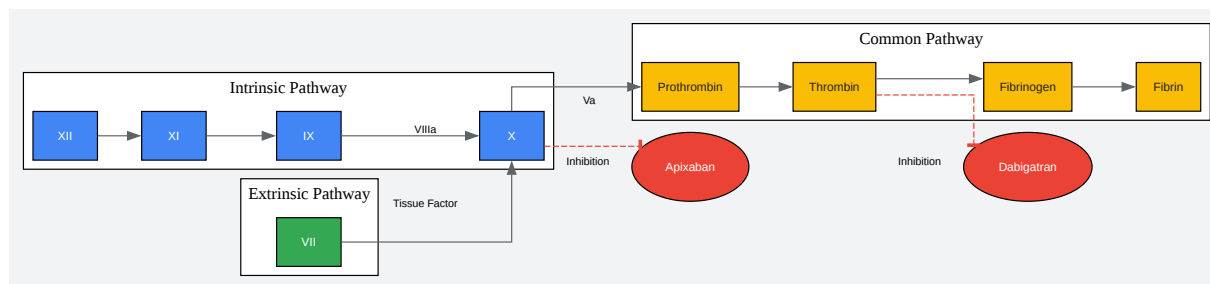 Common Pathway
Prothrombin
Thrombin
Fibrinogen
Fibrin
Intrinsic Pathway
XII
XI
IX
VIIIa
X
Va
Inhibition
Apixaban
Inhibition
Dabigatran
Extrinsic Pathway
Tissue Factor
VII